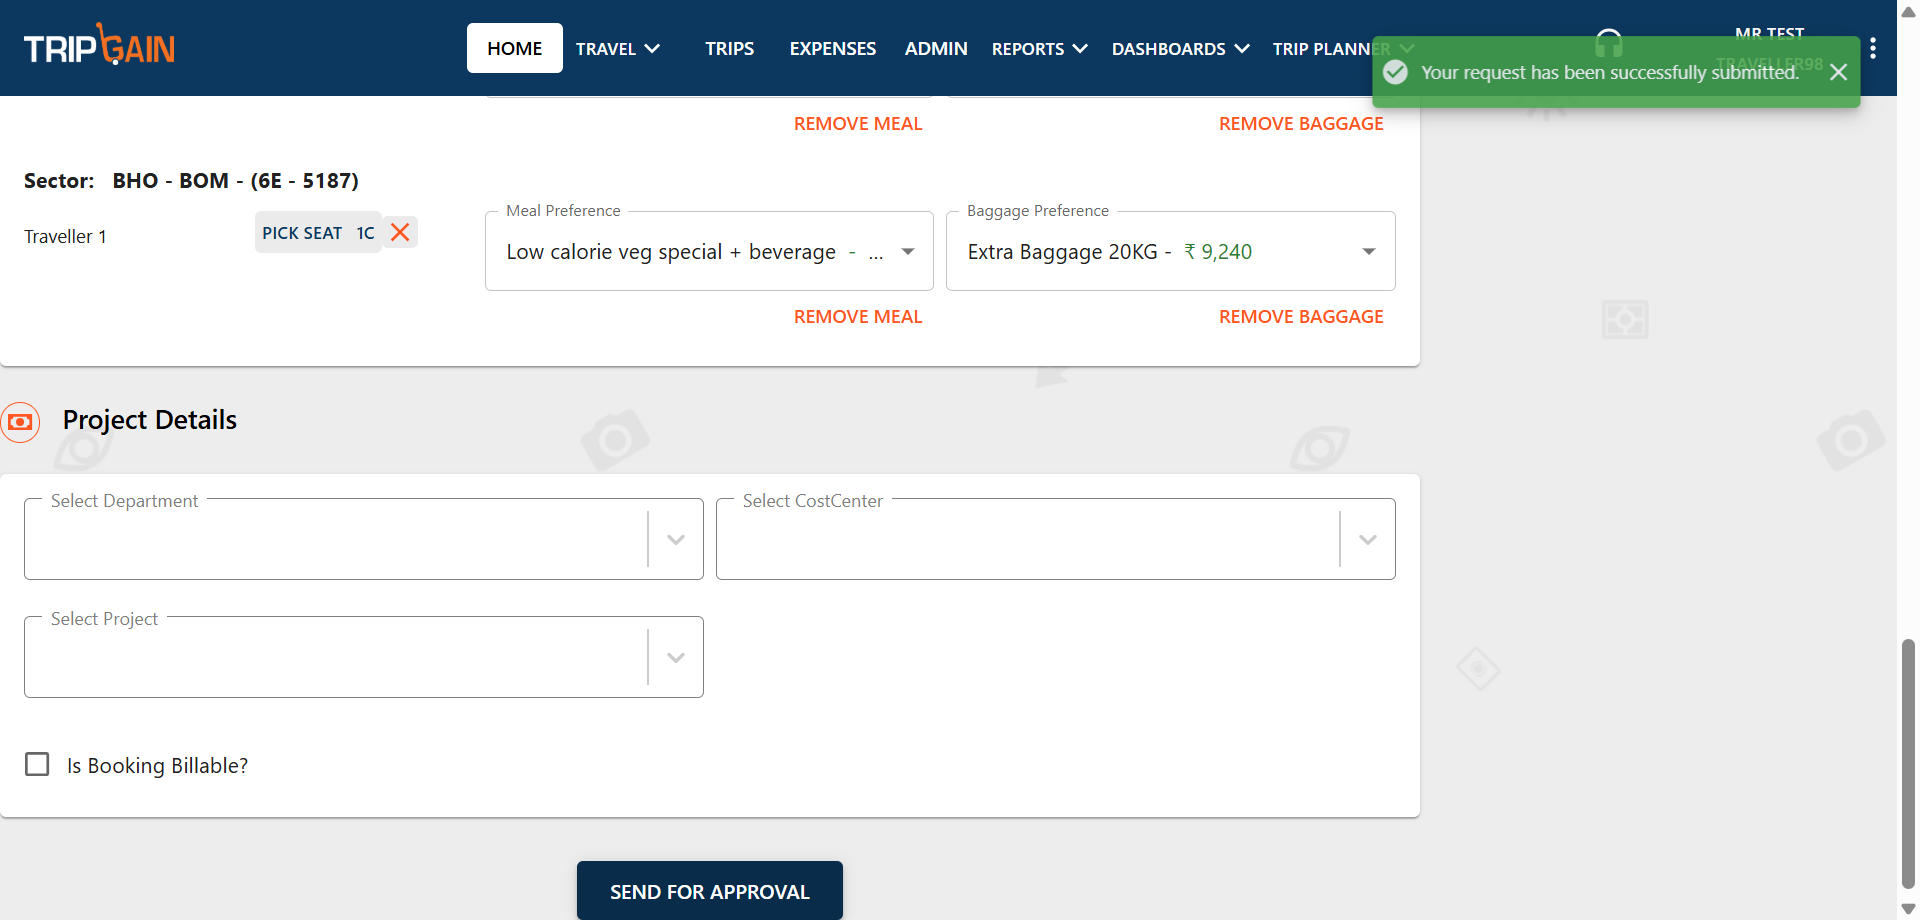 TRIPGAIN
HOME TRAVEL TRIPS EXPENSES ADMIN REPORTS DASHBOARDS TRIP PLANNER
MR TEST
TRAVELLER98
Your request has been successfully submitted.
REMOVE MEAL REMOVE BAGGAGE
Sector: BHO - BOM - (6E - 5187)
Traveller 1
PICK SEAT 1C
Meal Preference
Low calorie veg special + beverage - ...
Baggage Preference
Extra Baggage 20KG - ₹ 9,240
REMOVE MEAL REMOVE BAGGAGE
Project Details
Select Department
Select CostCenter
Select Project
Is Booking Billable?
SEND FOR APPROVAL